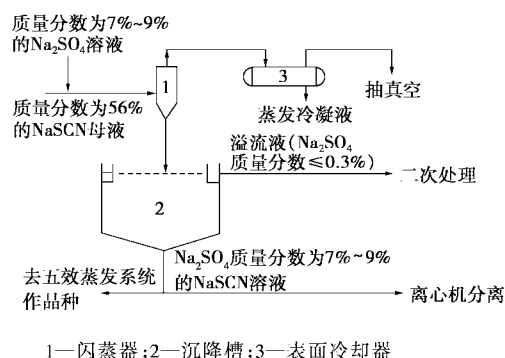 质量分数为7%~9%
的Na₂SO₄溶液
质量分数为56%
的NaSCN母液
1
3
抽真空
蒸发冷凝液
溢流液(Na₂SO₄
质量分数≤0.3%)
二次处理
2
Na₂SO₄质量分数为7%~9%
的NaSCN溶液
去五效蒸发系统
作品种
离心机分离
1—闪蒸器;2—沉降槽;3—表面冷却器